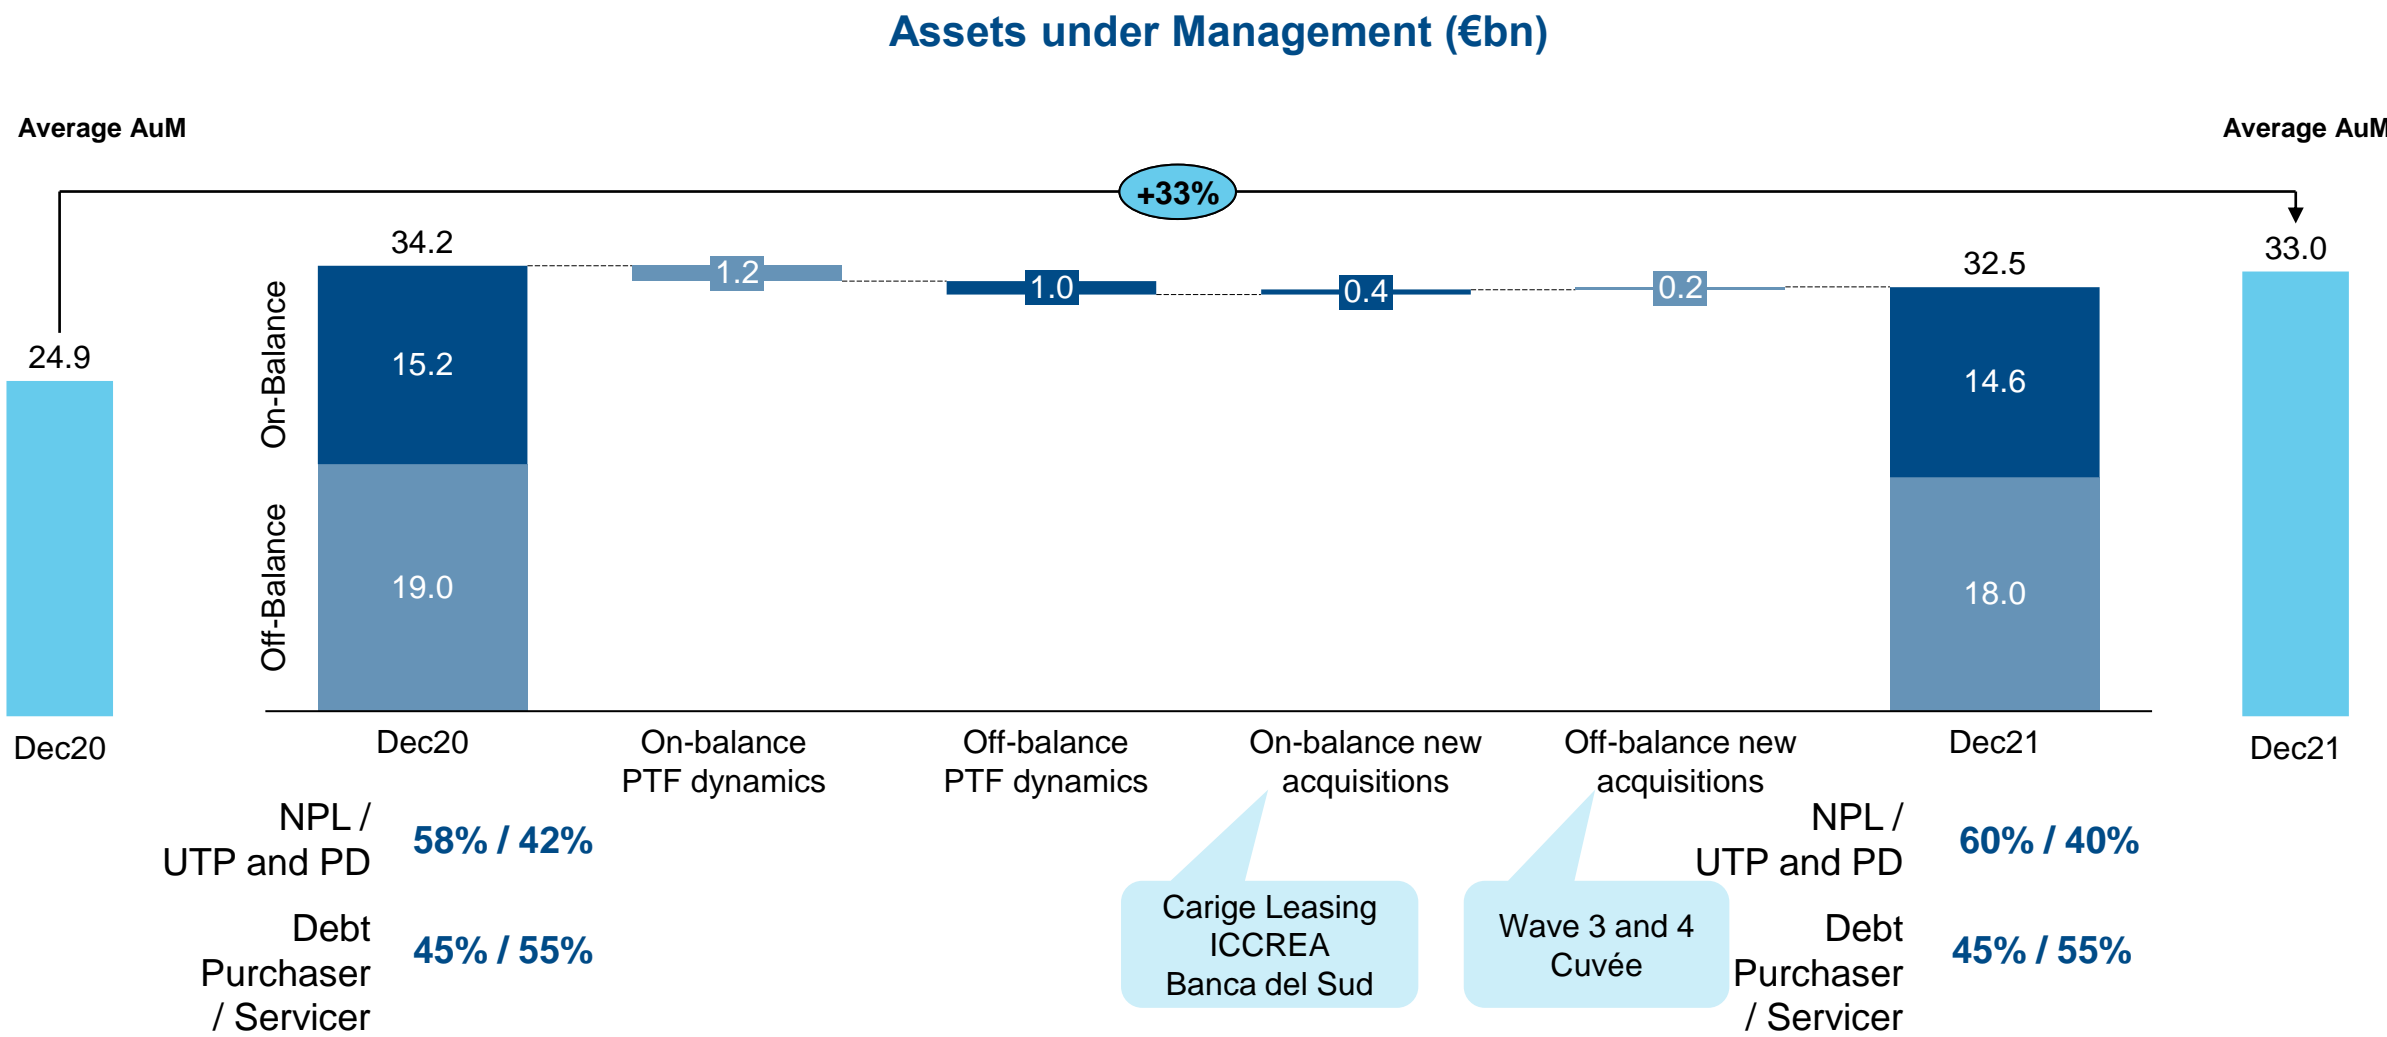 Assets under Management (€bn)
Average AuM
Average AuM
+33%
34.2
1.2
1.0
0.4
0.2
32.5
33.0
24.9
On-Balance
15.2
14.6
Off-Balance
19.0
18.0
Dec20
Dec20
On-balance
PTF dynamics
Off-balance
PTF dynamics
On-balance new
acquisitions
Off-balance new
acquisitions
Dec21
Dec21
NPL /
UTP and PD
58% / 42%
NPL /
UTP and PD
60% / 40%
Debt
Purchaser
/ Servicer
45% / 55%
Carige Leasing
ICCREA
Banca del Sud
Wave 3 and 4
Cuvée
Debt
Purchaser
/ Servicer
45% / 55%